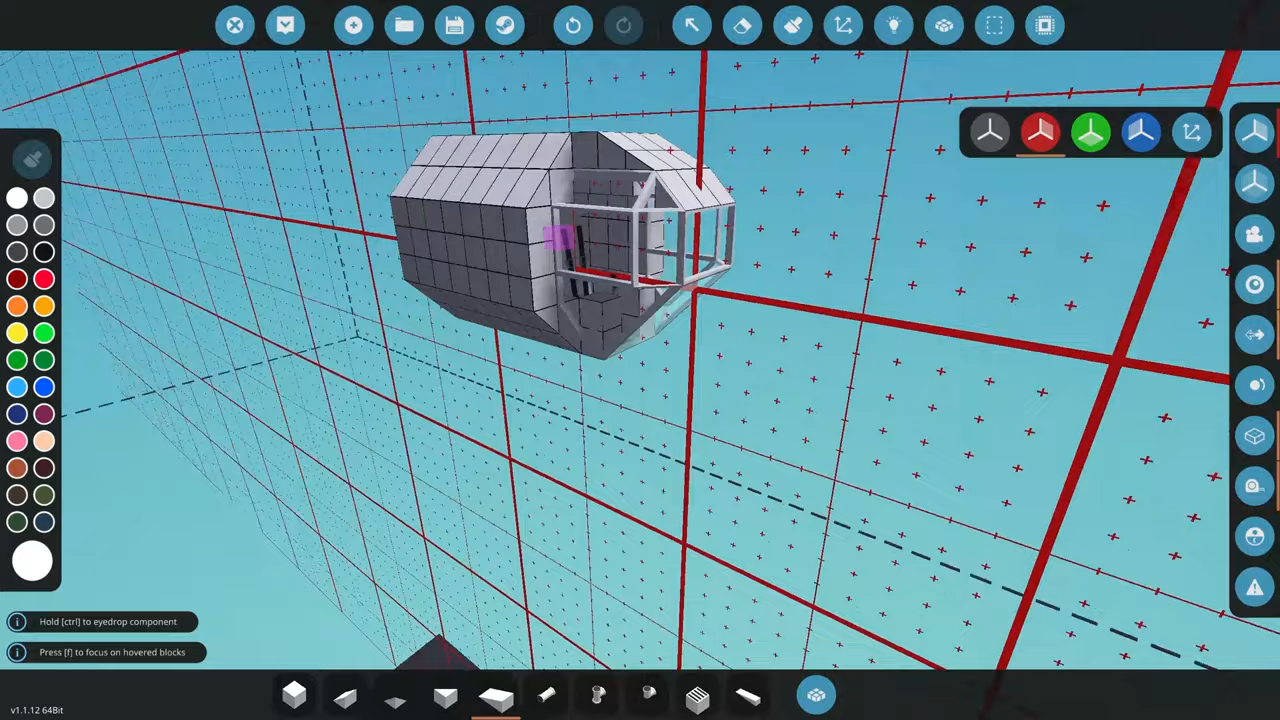 Hold [ctrl] to eyedrop component
Press [f] to focus on hovered blocks
v1.1.12 64Bit